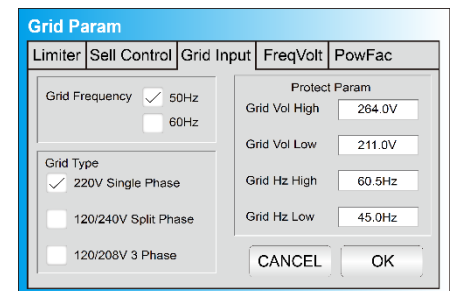 Grid Param
Limiter Sell Control Grid Input FreqVolt PowFac
Grid Frequency 50Hz
60Hz
Grid Type
220V Single Phase
120/240V Split Phase
120/208V 3 Phase
Protect Param
Grid Vol High 264.0V
Grid Vol Low 211.0V
Grid Hz High 60.5Hz
Grid Hz Low 45.0Hz
CANCEL OK